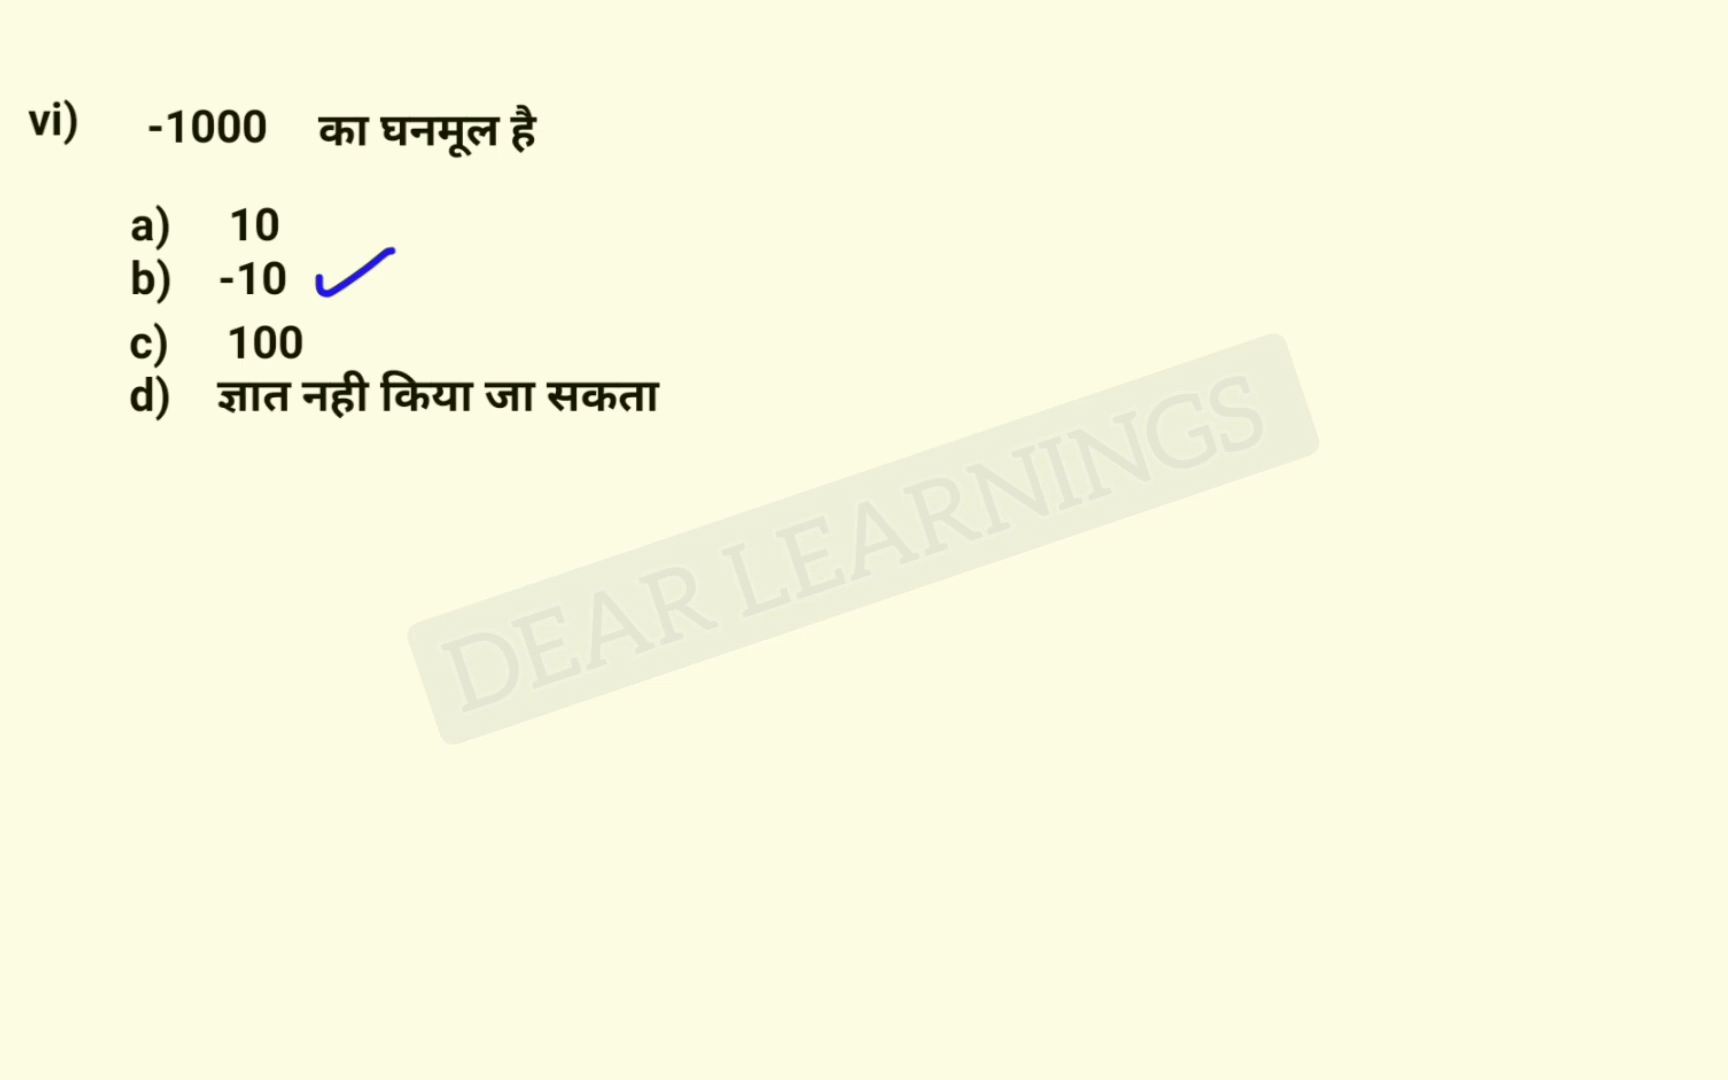 vi) -1000 का घनमूल है
a) 10
b) -10
c) 100
d) ज्ञात नही किया जा सकता
DEAR LEARNINGS